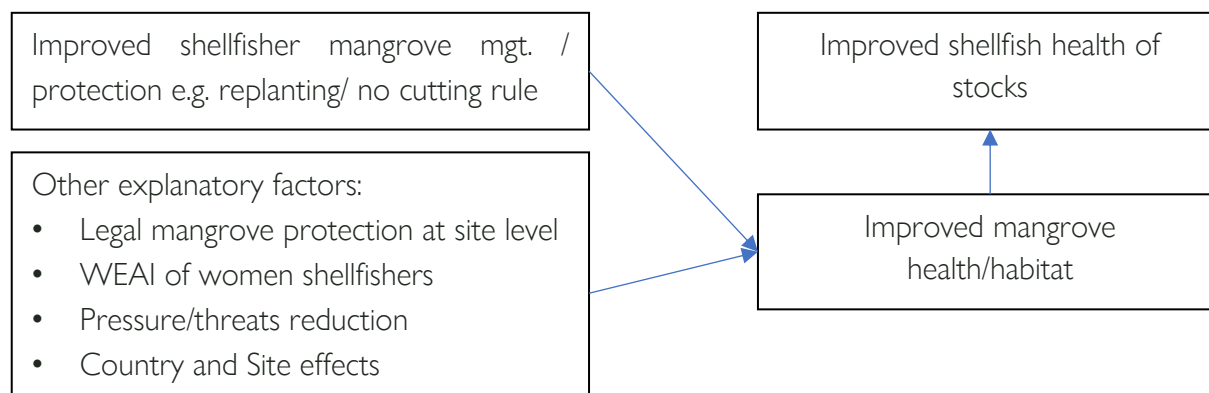 Improved shellfisher mangrove mgt. /
protection e.g. replanting/ no cutting rule
Other explanatory factors:
• Legal mangrove protection at site level
• WEAI of women shellfishers
• Pressure/threats reduction
• Country and Site effects
Improved shellfish health of
stocks
Improved mangrove
health/habitat